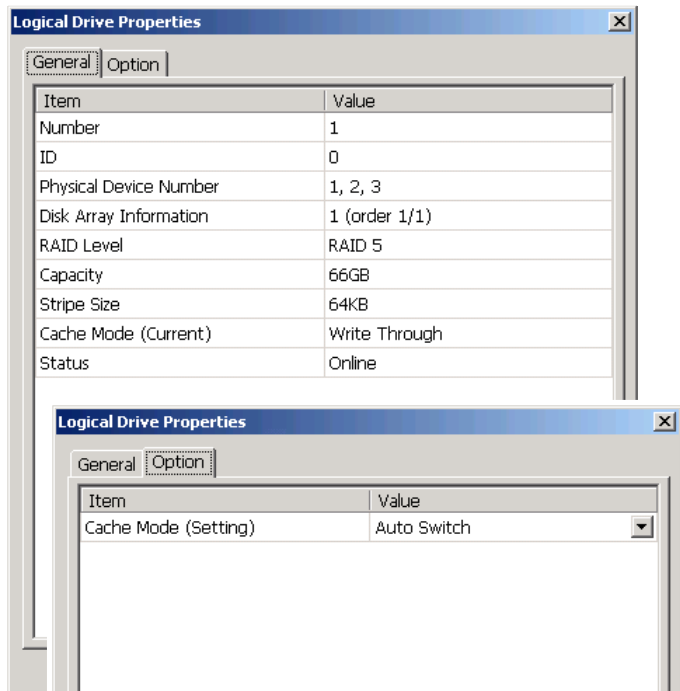 Logical Drive Properties
General Option
Item Value
Number 1
ID 0
Physical Device Number 1, 2, 3
Disk Array Information 1 (order 1/1)
RAID Level RAID 5
Capacity 66GB
Stripe Size 64KB
Cache Mode (Current) Write Through
Status Online
Logical Drive Properties
General Option
Item Value
Cache Mode (Setting) Auto Switch